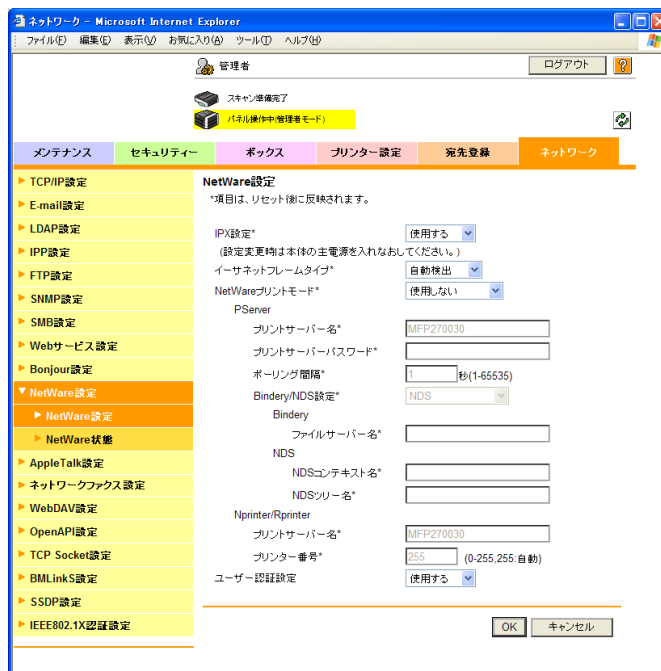 ネットワーク - Microsoft Internet Explorer
ファイル(F) 編集(E) 表示(V) お気に入り(A) ツール(T) ヘルプ(H)
管理者
ログアウト
?
スキャン準備完了
パネル操作中(管理者モード)
メンテナンス セキュリティー ボックス プリンター設定 宛先登録 ネットワーク
TCP/IP設定
E-mail設定
LDAP設定
IPP設定
FTP設定
SNMP設定
SMB設定
Webサービス設定
Bonjour設定
NetWare設定
NetWare設定
NetWare状態
AppleTalk設定
ネットワークファクス設定
WebDAV設定
OpenAPI設定
TCP Socket設定
BMLinkS設定
SSDP設定
IEEE802.1X認証設定
NetWare設定
*項目は、リセット後に反映されます。
IPX設定* 使用する
(設定変更時は本体の主電源を入れなおしてください。)
イーサネットフレームタイプ* 自動検出
NetWareプリントモード* 使用しない
PServer
プリントサーバー名* MFP270030
プリントサーバーパスワード*
ポーリング間隔* 1 秒(1-65535)
Bindery/NDS設定* NDS
Bindery
ファイルサーバー名*
NDS
NDSコンテキスト名*
NDSツリー名*
Nprinter/Rprinter
プリントサーバー名* MFP270030
プリンター番号* 255 (0-255,255:自動)
ユーザー認証設定 使用する
OK キャンセル